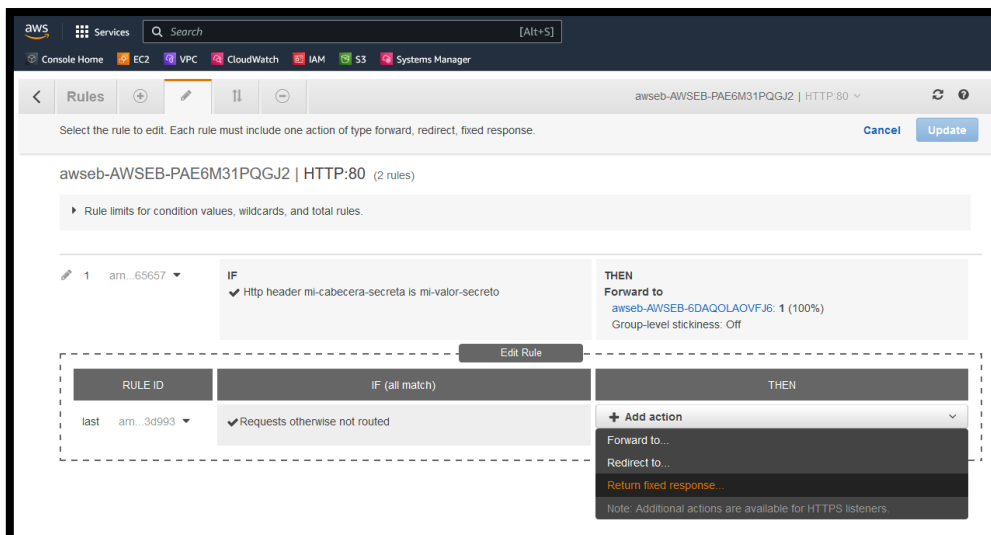 aws
Services
Search
[Alt+S]
Console Home
EC2
VPC
CloudWatch
IAM
S3
Systems Manager
Rules
awseb-AWSEB-PAE6M31PQGJ2 | HTTP:80
Select the rule to edit. Each rule must include one action of type forward, redirect, fixed response.
Cancel
Update
awseb-AWSEB-PAE6M31PQGJ2 | HTTP:80 (2 rules)
Rule limits for condition values, wildcards, and total rules.
1
arn...65657
IF
Http header mi-cabecera-secreta is mi-valor-secreto
THEN
Forward to
awseb-AWSEB-6DAQOLAOVFJ6: 1 (100%)
Group-level stickiness: Off
Edit Rule
RULE ID
IF (all match)
THEN
last
arn...3d993
Requests otherwise not routed
Add action
Forward to...
Redirect to...
Return fixed response...
Note: Additional actions are available for HTTPS listeners.